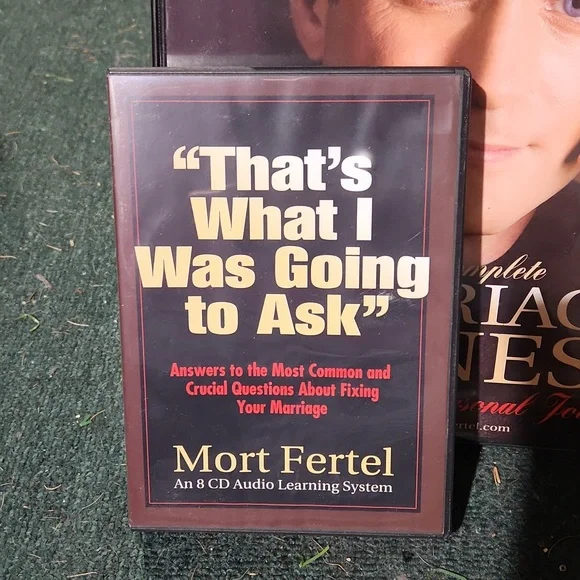 “That’s
What I
Was Going
to Ask”
Answers to the Most Common and
Crucial Questions About Fixing
Your Marriage
Mort Fertel
An 8 CD Audio Learning System